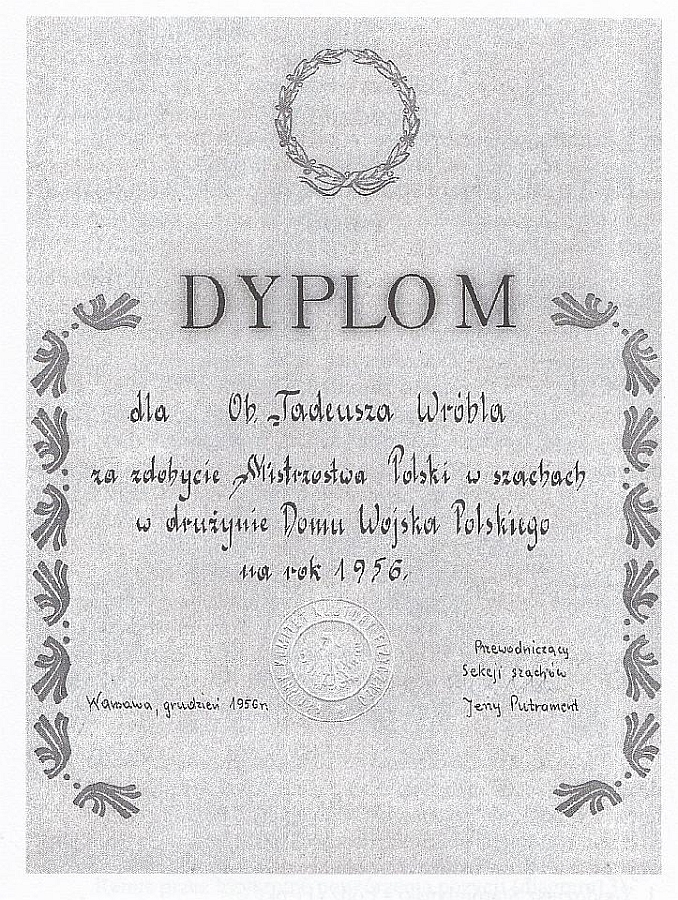 DYPLOM
dla Ob. Tadeusza Wróbla
za zdobycie Mistrzostwa Polski w szachach
w drużynie Domu Wojska Polskiego
na rok 1956.
Przewodniczący
Sekcji szachów
Warszawa, grudzień 1956 r.
Jerzy Putrament